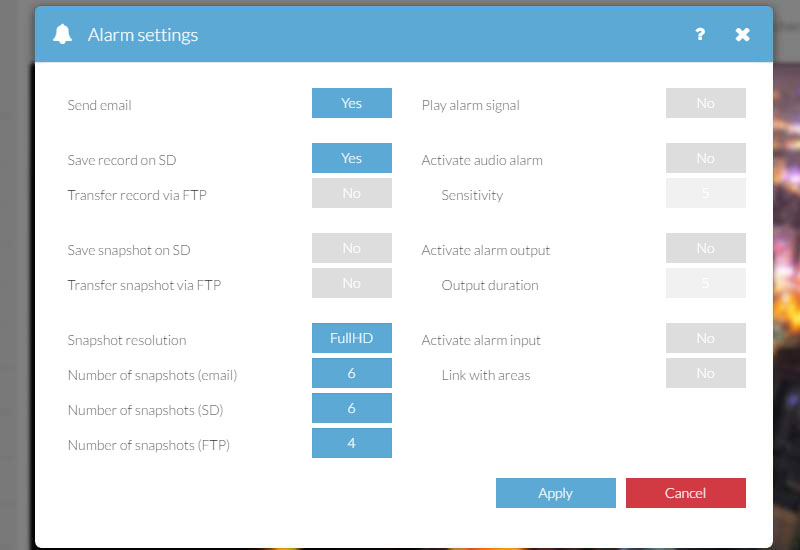 Alarm settings ?
Send email Yes
Play alarm signal No
Save record on SD Yes
Activate audio alarm No
Transfer record via FTP No
Sensitivity 5
Save snapshot on SD No
Activate alarm output No
Transfer snapshot via FTP No
Output duration 5
Snapshot resolution FullHD
Activate alarm input No
Number of snapshots (email) 6
Link with areas No
Number of snapshots (SD) 6
Number of snapshots (FTP) 4
Apply Cancel